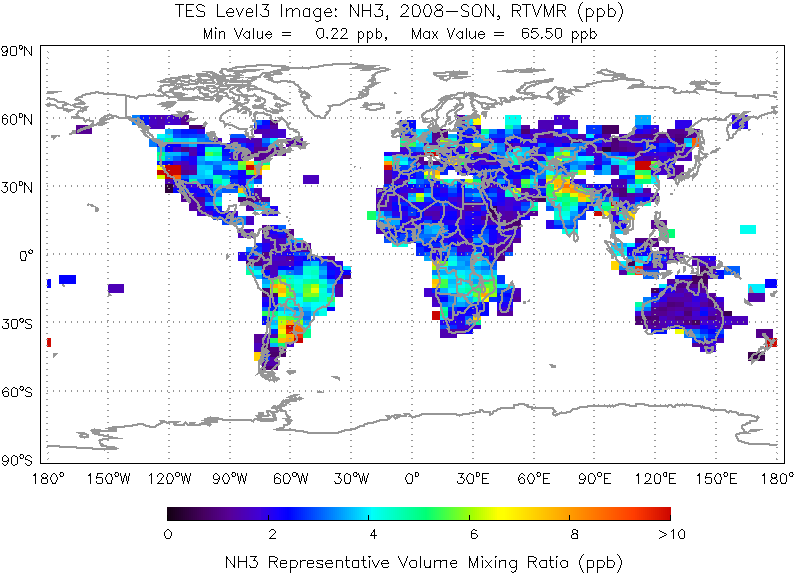 TES Level3 Image: NH3, 2008-SON, RTVMR (ppb)
Min Value = 0.22 ppb, Max Value = 65.50 ppb
90°N
60°N
30°N
0°
30°S
60°S
90°S
180° 150°W 120°W 90°W 60°W 30°W 0° 30°E 60°E 90°E 120°E 150°E 180°
0 2 4 6 8 >10
NH3 Representative Volume Mixing Ratio (ppb)